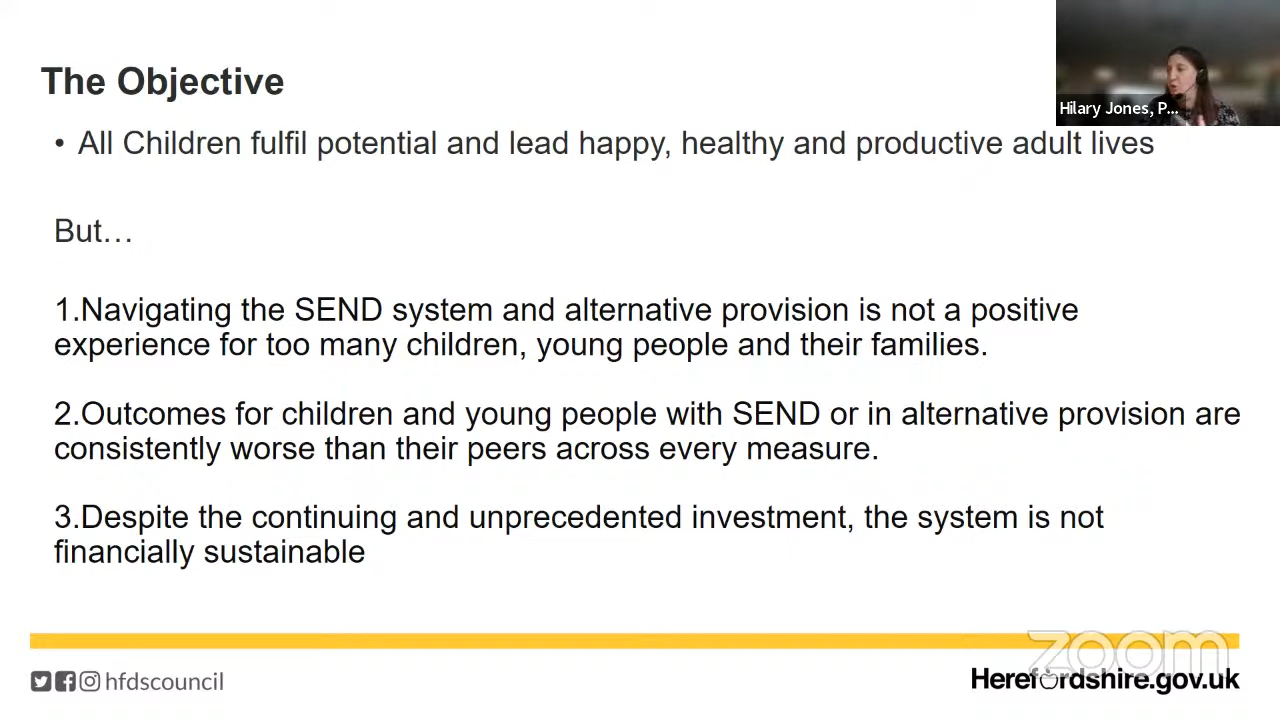 The Objective
Hilary Jones, P...
• All Children fulfil potential and lead happy, healthy and productive adult lives
But…
1.Navigating the SEND system and alternative provision is not a positive
experience for too many children, young people and their families.
2.Outcomes for children and young people with SEND or in alternative provision are
consistently worse than their peers across every measure.
3.Despite the continuing and unprecedented investment, the system is not
financially sustainable
zoom
hfdscouncil
Herefordshire.gov.uk